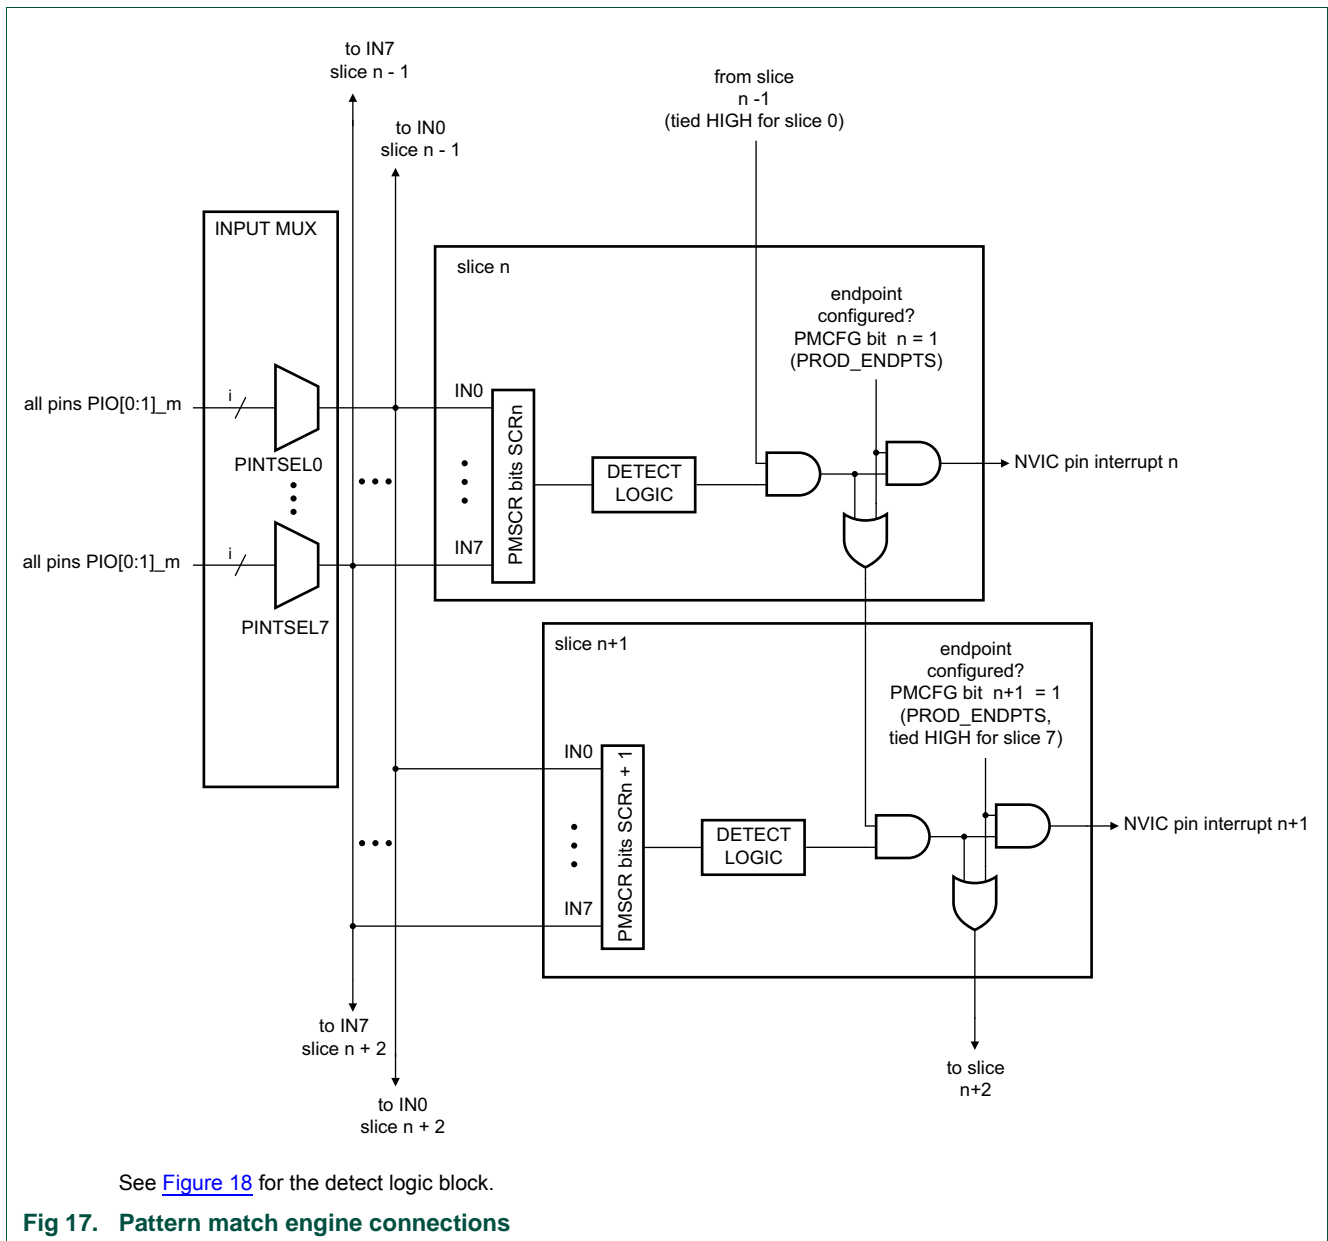 to IN7
slice n - 1
to IN0
slice n - 1
from slice
n -1
(tied HIGH for slice 0)
INPUT MUX
slice n
endpoint
configured?
PMCFG bit n = 1
(PROD_ENDPTS)
all pins PIO[0:1]_m
i
PINTSEL0
IN0
PMSCR bits SCRn
DETECT
LOGIC
NVIC pin interrupt n
all pins PIO[0:1]_m
i
PINTSEL7
IN7
slice n+1
endpoint
configured?
PMCFG bit n+1 = 1
(PROD_ENDPTS,
tied HIGH for slice 7)
IN0
PMSCR bits SCRn + 1
DETECT
LOGIC
NVIC pin interrupt n+1
IN7
to IN7
slice n + 2
to IN0
slice n + 2
to slice
n+2
See Figure 18 for the detect logic block.
Fig 17. Pattern match engine connections